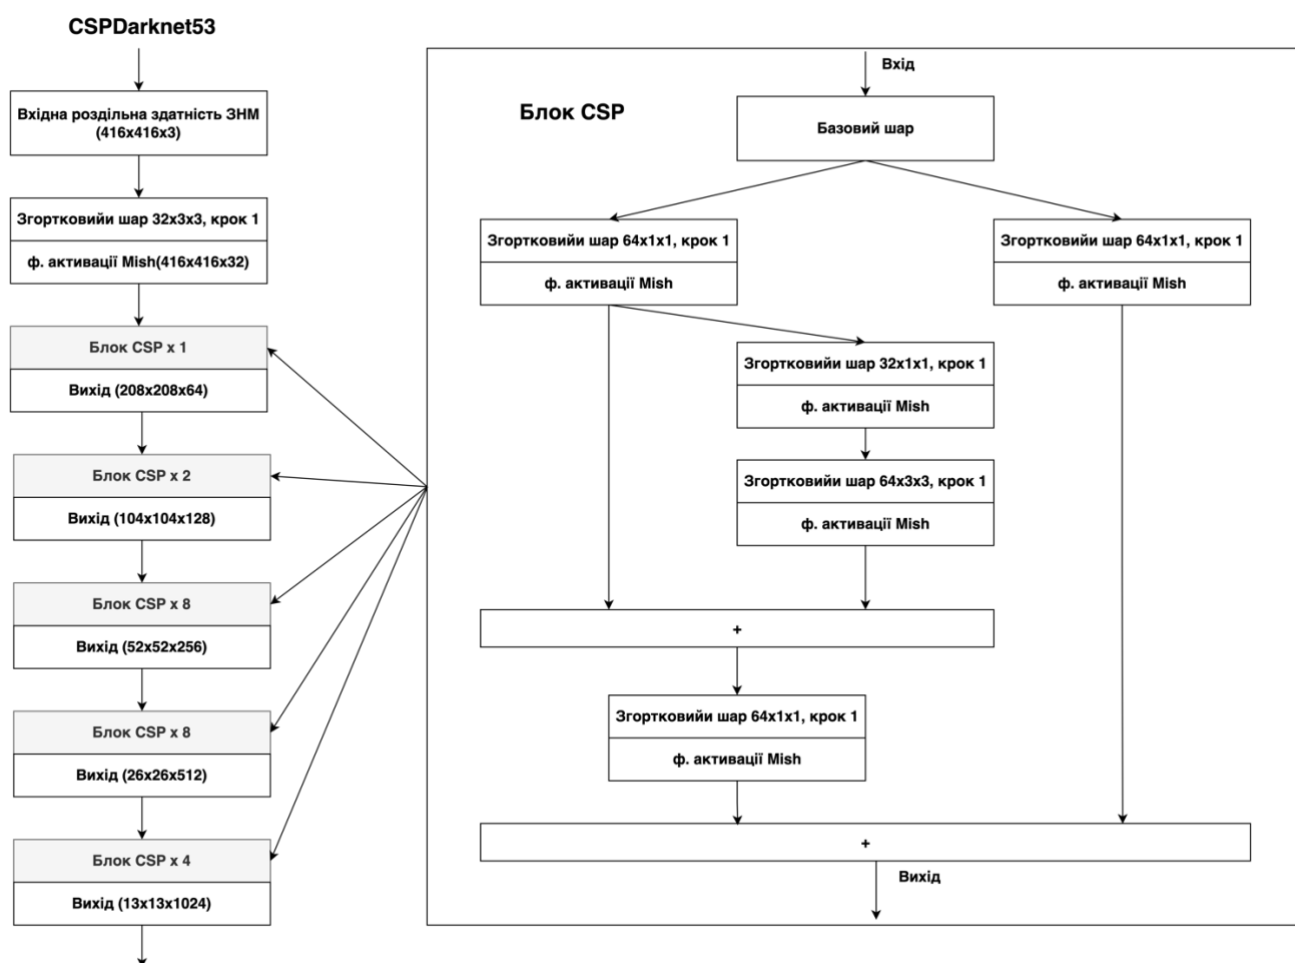 CSPDarknet53
Вхідна роздільна здатність ЗНМ
(416x416x3)
Згортковийи шар 32x3x3, крок 1
ф. активації Mish(416x416x32)
Блок CSP x 1
Вихід (208x208x64)
Блок CSP x 2
Вихід (104x104x128)
Блок CSP x 8
Вихід (52x52x256)
Блок CSP x 8
Вихід (26x26x512)
Блок CSP x 4
Вихід (13x13x1024)
Блок CSP
Вхід
Базовий шар
Згортковийи шар 64x1x1, крок 1
ф. активації Mish
Згортковийи шар 64x1x1, крок 1
ф. активації Mish
Згортковийи шар 32x1x1, крок 1
ф. активації Mish
Згортковийи шар 64x3x3, крок 1
ф. активації Mish
+
Згортковийи шар 64x1x1, крок 1
ф. активації Mish
+
Вихід